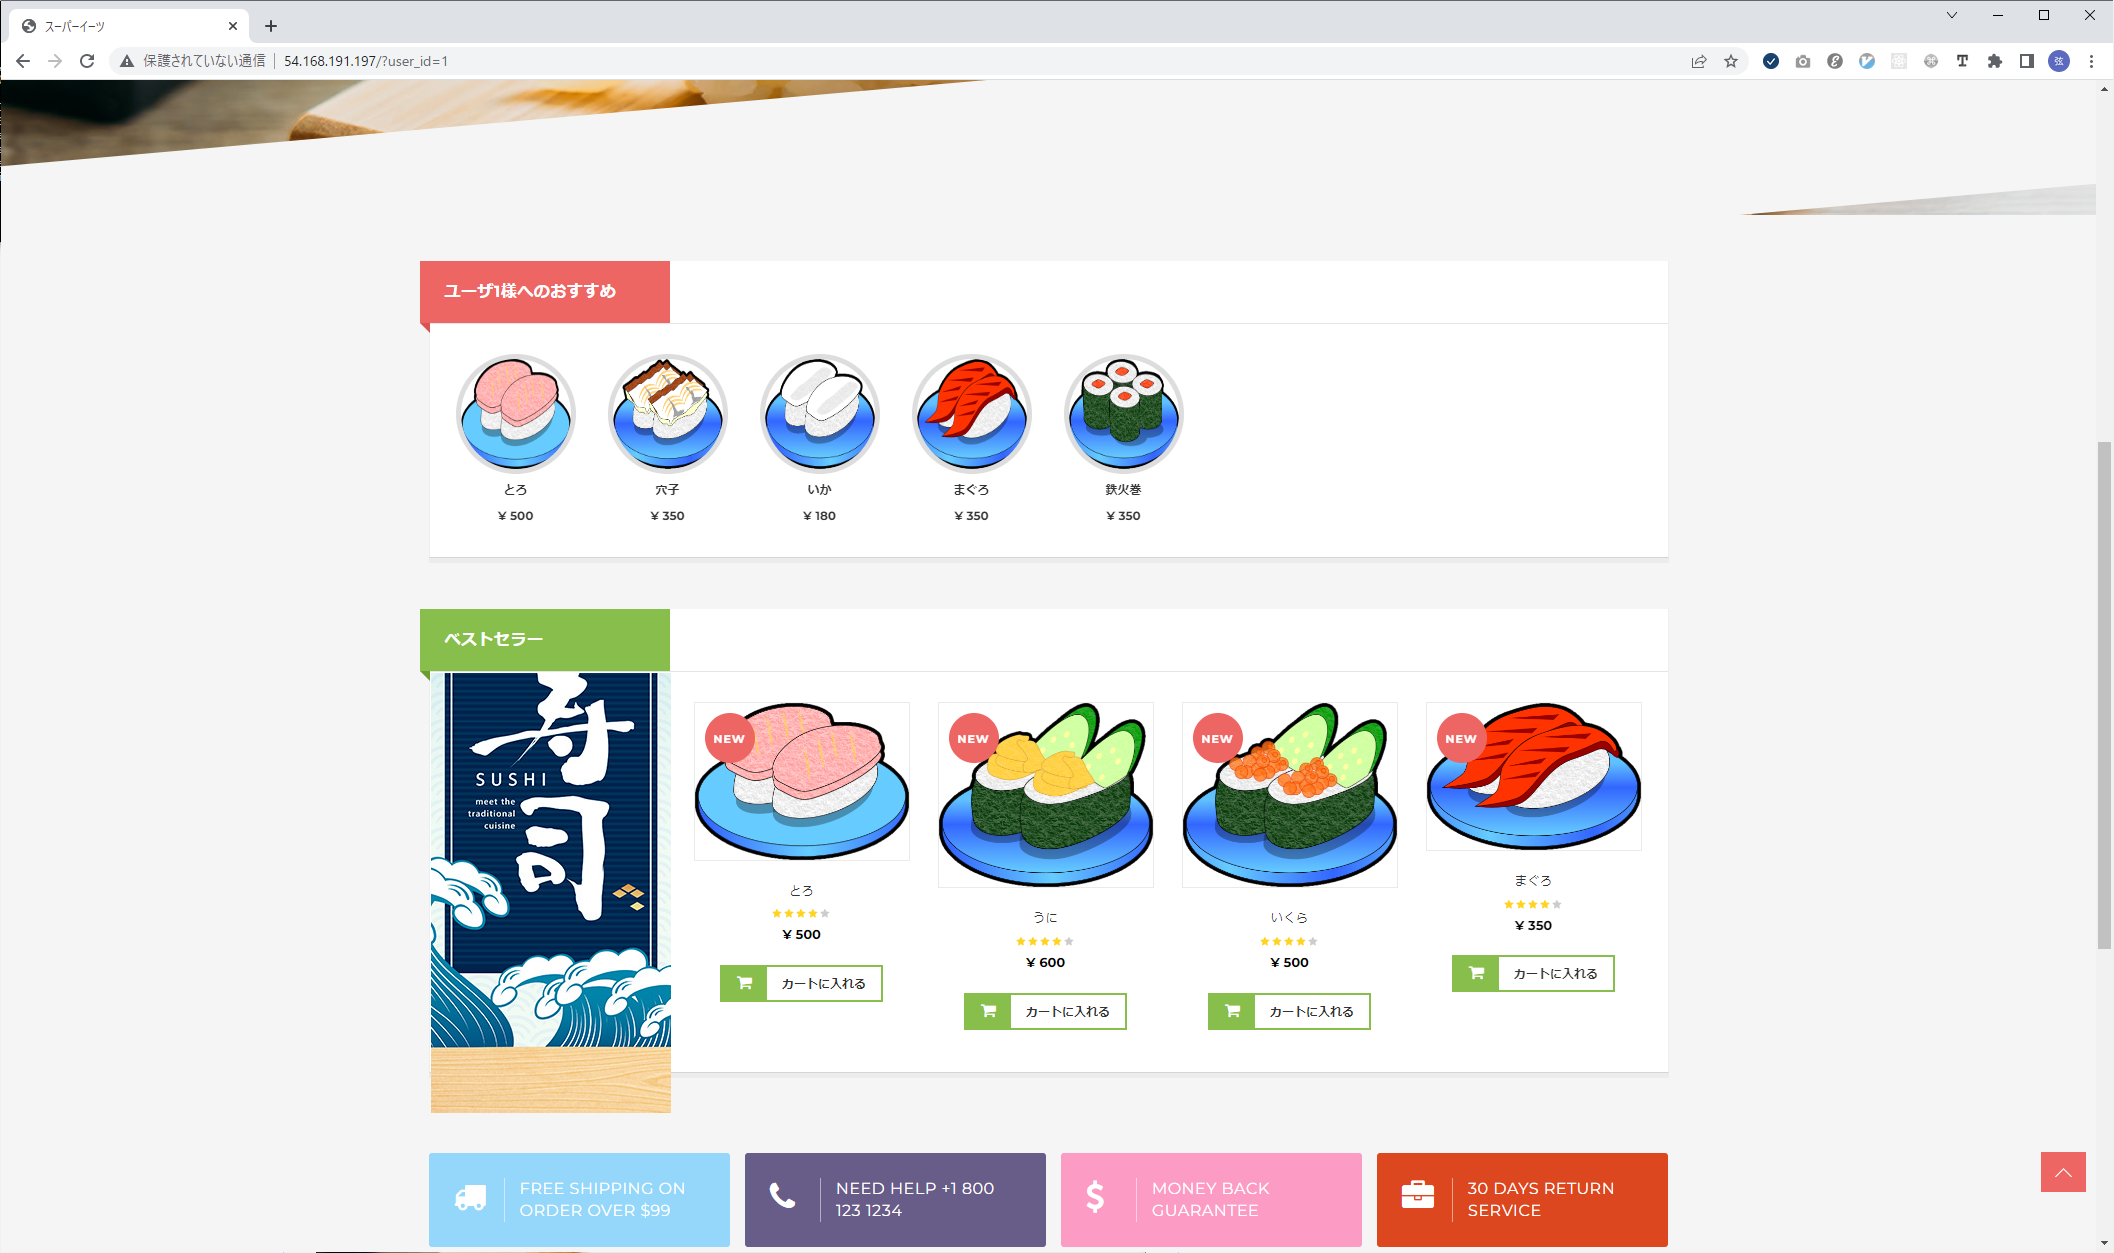 スーパーイーツ
保護されていない通信
54.168.191.197/?user_id=1
弦
ユーザ1様へのおすすめ
とろ
¥ 500
穴子
¥ 350
いか
¥ 180
まぐろ
¥ 350
鉄火巻
¥ 350
ベストセラー
寿司
SUSHI
meet the
traditional
cuisine
NEW
とろ
¥ 500
カートに入れる
NEW
うに
¥ 600
カートに入れる
NEW
いくら
¥ 500
カートに入れる
NEW
まぐろ
¥ 350
カートに入れる
FREE SHIPPING ON
ORDER OVER $99
NEED HELP +1 800
123 1234
MONEY BACK
GUARANTEE
30 DAYS RETURN
SERVICE